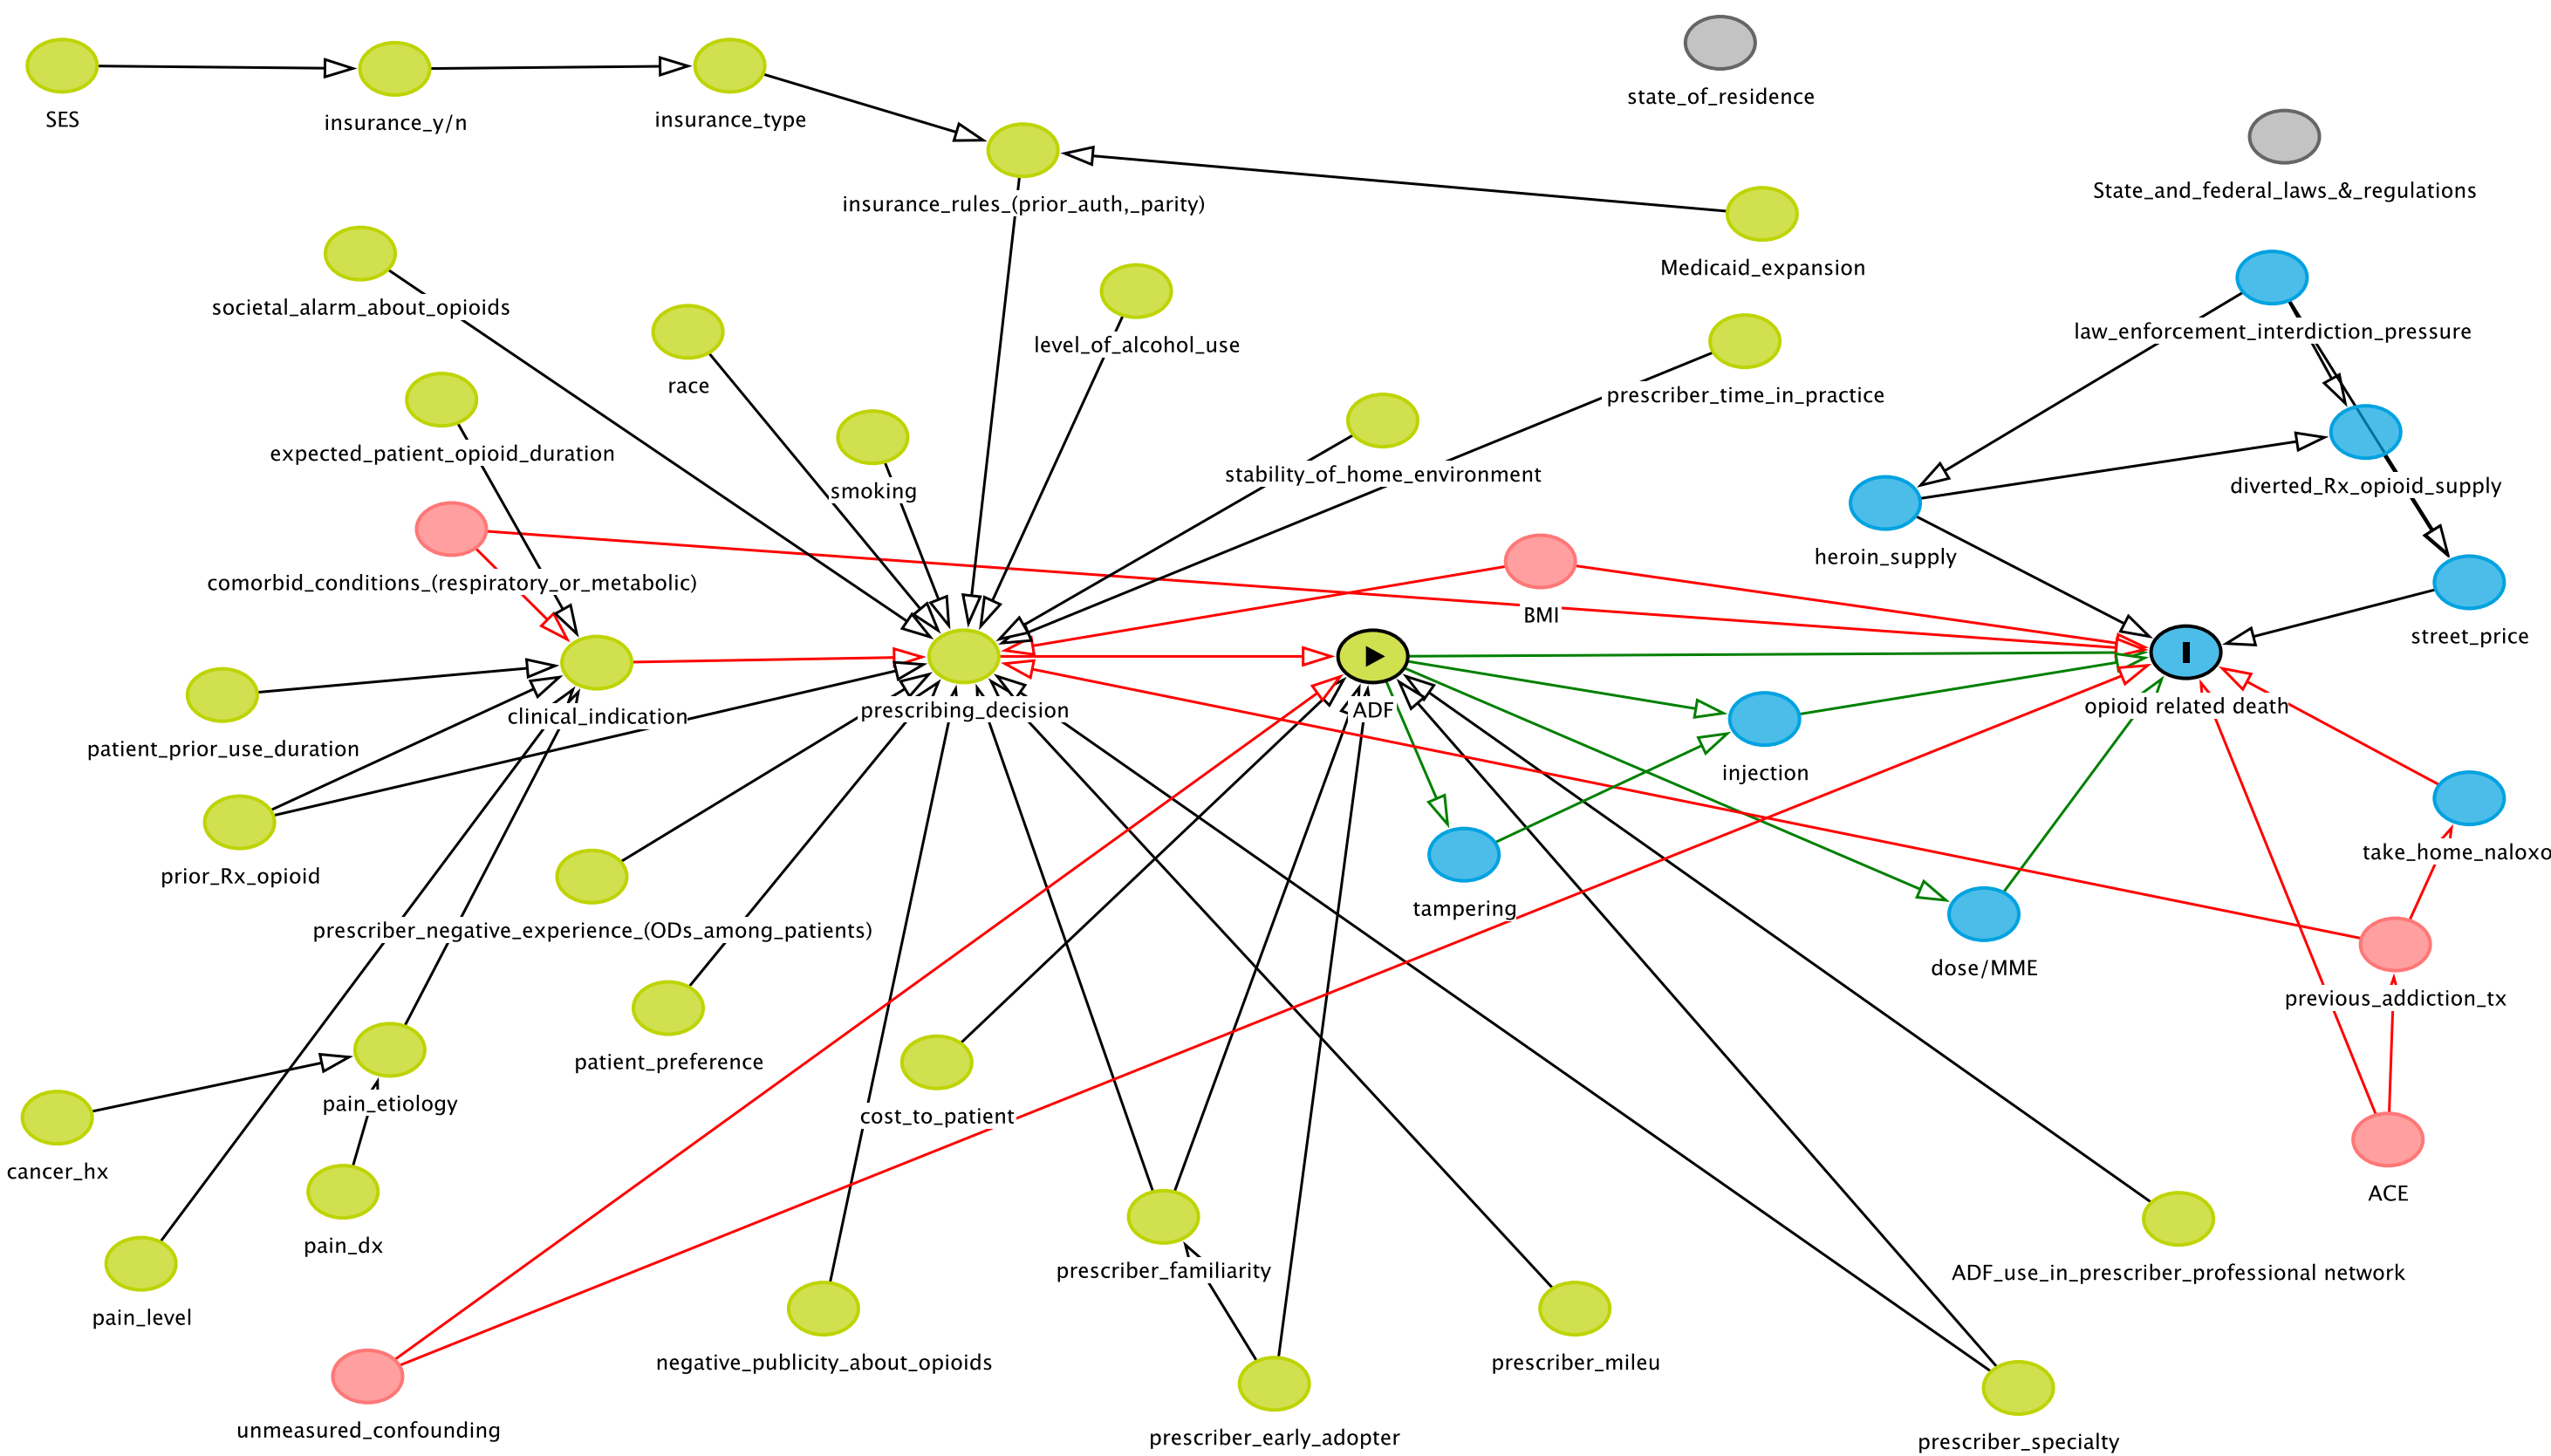 state_of_residence
SES
insurance_y/n
insurance_type
State_and_federal_laws_&_regulations
insurance_rules_(prior_auth,_parity)
Medicaid_expansion
societal_alarm_about_opioids
law_enforcement_interdiction_pressure
level_of_alcohol_use
race
prescriber_time_in_practice
expected_patient_opioid_duration
stability_of_home_environment
smoking
diverted_Rx_opioid_supply
heroin_supply
comorbid_conditions_(respiratory_or_metabolic)
BMI
street_price
opioid related death
clinical_indication
prescribing_decision
ADF
patient_prior_use_duration
injection
take_home_naloxo
prior_Rx_opioid
tampering
prescriber_negative_experience_(ODs_among_patients)
dose/MME
previous_addiction_tx
patient_preference
pain_etiology
cost_to_patient
cancer_hx
ACE
pain_dx
prescriber_familiarity
ADF_use_in_prescriber_professional network
pain_level
negative_publicity_about_opioids
prescriber_mileu
unmeasured_confounding
prescriber_early_adopter
prescriber_specialty